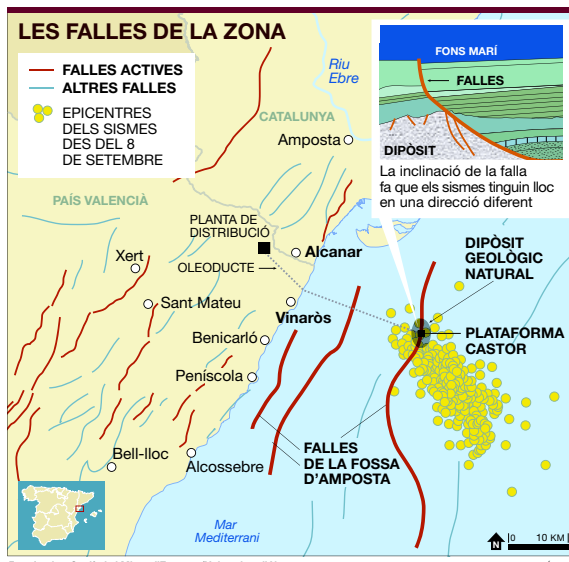 LES FALLES DE LA ZONA
FALLES ACTIVES
ALTRES FALLES
EPICENTRES
DELS SISMES
DES DEL 8
DE SETEMBRE
Riu
Ebre
CATALUNYA
Amposta
FONS MARÍ
FALLES
DIPÒSIT
La inclinació de la falla
fa que els sismes tinguin lloc
en una direcció diferent
PAÍS VALENCIÀ
PLANTA DE
DISTRIBUCIÓ
OLEODUCTE
Alcanar
Xert
Sant Mateu
Vinaròs
Benicarló
Peníscola
DIPÒSIT
GEOLÒGIC
NATURAL
PLATAFORMA
CASTOR
FALLES
DE LA FOSSA
D'AMPOSTA
Bell-lloc
Alcossebre
Mar
Mediterrani
N
0 10 KM